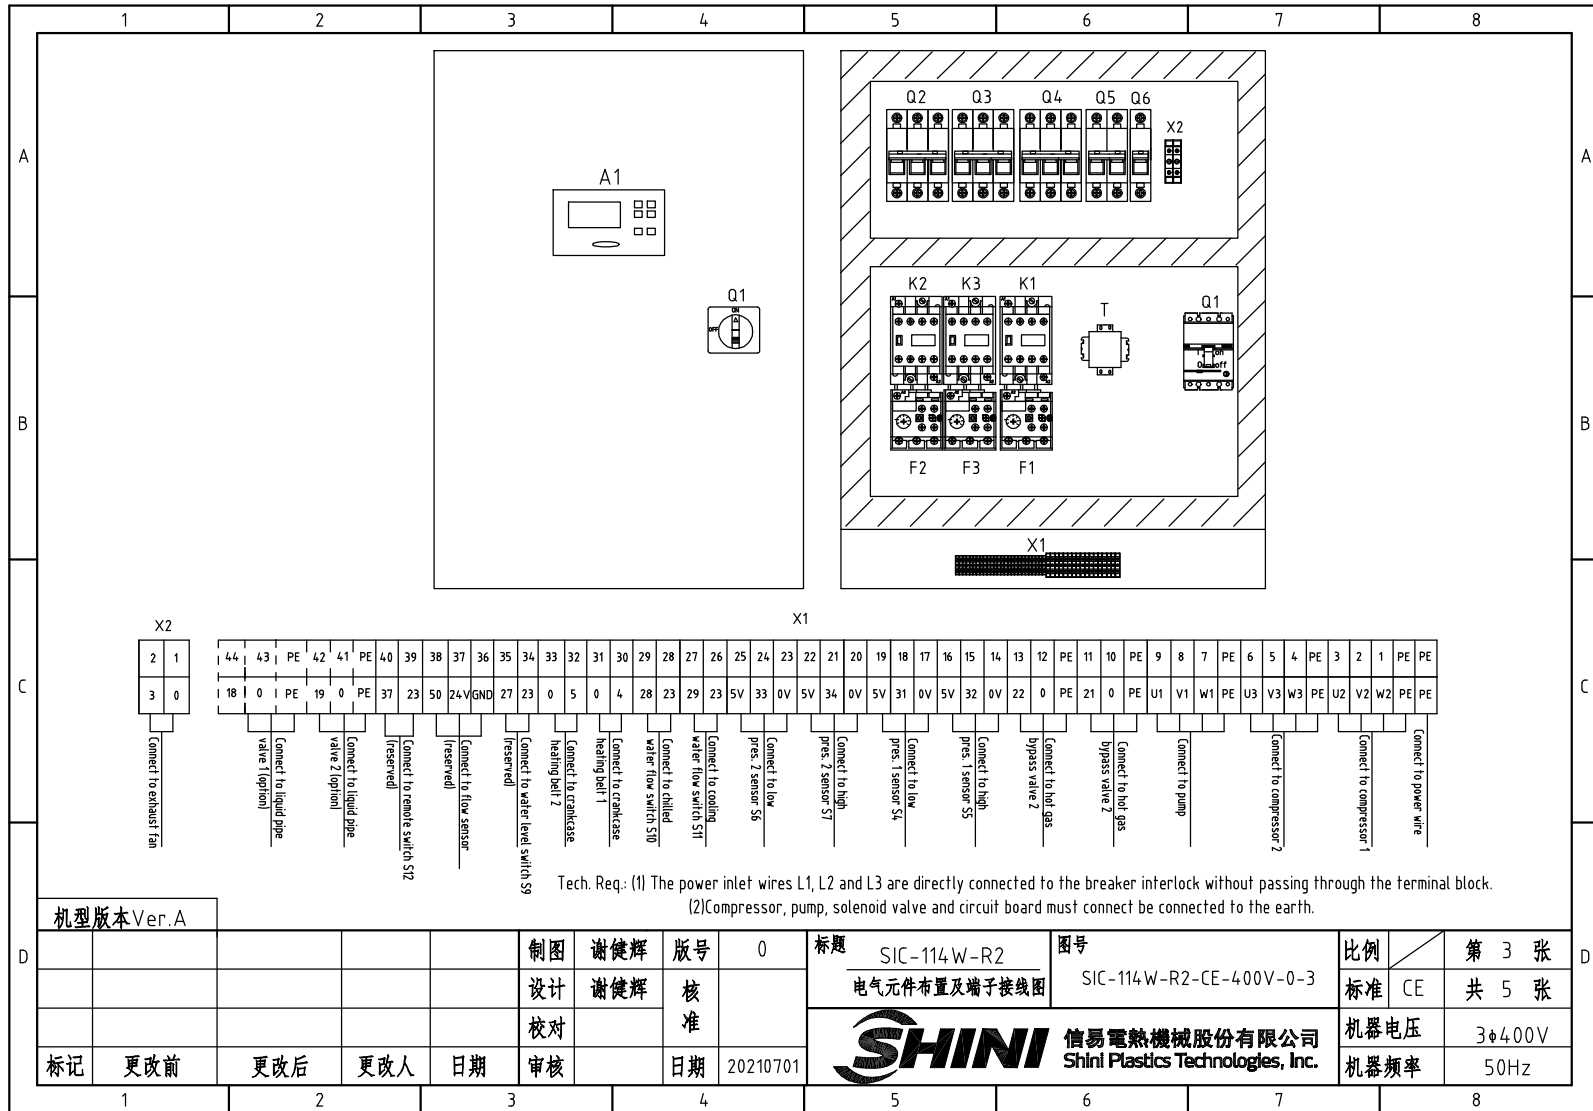 1 2 3 4 5 6 7 8
A A
A1
Q1
ON
OFF
Q2 Q3 Q4 Q5 Q6
X2
K2 K3 K1
T
Q1
on
off
F2 F3 F1
B B
X1
C C
X2
2 1
3 0
Connect to exhaust fan
X1
44 43 PE 42 41 PE 40 39 38 37 36 35 34 33 32 31 30 29 28 27 26 25 24 23 22 21 20 19 18 17 16 15 14 13 12 PE 11 10 PE 9 8 7 PE 6 5 4 PE 3 2 1 PE PE
18 0 PE 19 0 PE 37 23 50 24V GND 27 23 0 5 0 4 28 23 29 23 5V 33 0V 5V 34 0V 5V 31 0V 5V 32 0V 22 0 PE 21 0 PE U1 V1 W1 PE U3 V3 W3 PE U2 V2 W2 PE PE
Connect to liquid pipe
valve 1(option)
Connect to liquid pipe
valve 2 (option)
Connect to remote switch S12
(reserved)
Connect to flow sensor
(reserved)
Connect to water level switch S9
(reserved)
Connect to crankcase
heating belt 2
Connect to crankcase
heating belt 1
Connect to chilled
water flow switch S10
Connect to cooling
water flow switch S11
Connect to low
pres. 2 sensor S6
Connect to high
pres. 2 sensor S7
Connect to low
pres. 1 sensor S4
Connect to high
pres. 1 sensor S5
Connect to hot gas
bypass valve 2
Connect to hot gas
bypass valve 2
Connect to pump
Connect to compressor 2
Connect to compressor 1
Connect to power wire
Tech. Req.: (1) The power inlet wires L1, L2 and L3 are directly connected to the breaker interlock without passing through the terminal block.
(2)Compressor, pump, solenoid valve and circuit board must connect be connected to the earth.
机型版本Ver.A
D D
制图 谢健辉 版号 0
设计 谢健辉 核准
校对
标记 更改前 更改后 更改人 日期 审核 日期 20210701
标题 SIC-114W-R2
电气元件布置及端子接线图
图号
SIC-114W-R2-CE-400V-0-3
比例 第 3 张
标准 CE 共 5 张
机器电压 3ϕ400V
机器频率 50Hz
SHINI
信易電熱機械股份有限公司
Shini Plastics Technologies, Inc.
1 2 3 4 5 6 7 8